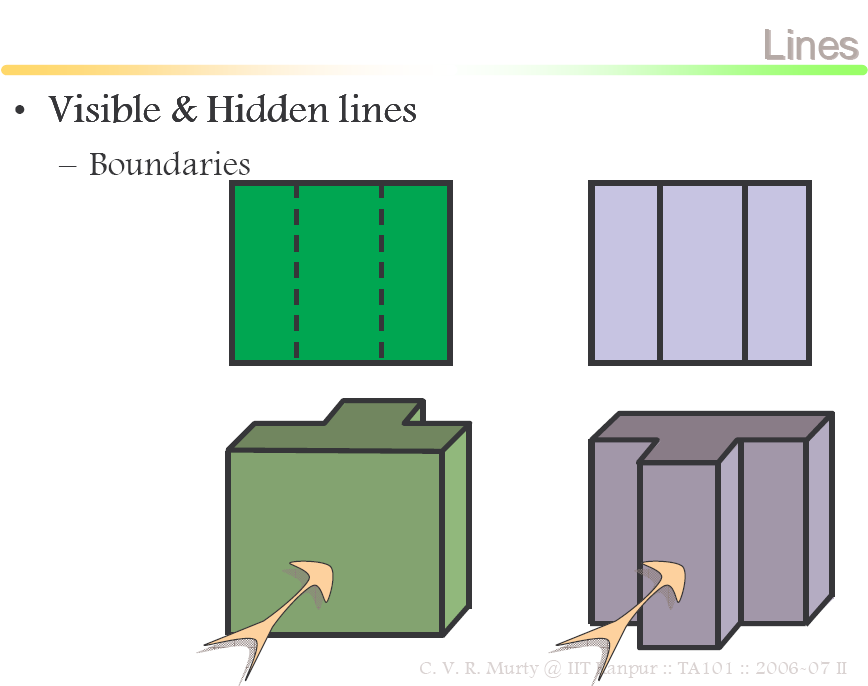 Lines
• Visible & Hidden lines
– Boundaries
C. V. R. Murty @ IIT Kanpur :: TA101 :: 2006-07 II